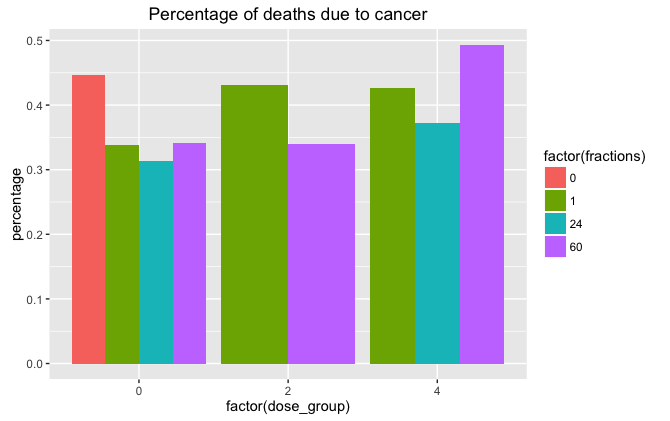 Percentage of deaths due to cancer
percentage
0.5
0.4
0.3
0.2
0.1
0.0
0 2 4
factor(dose_group)
factor(fractions)
0
1
24
60